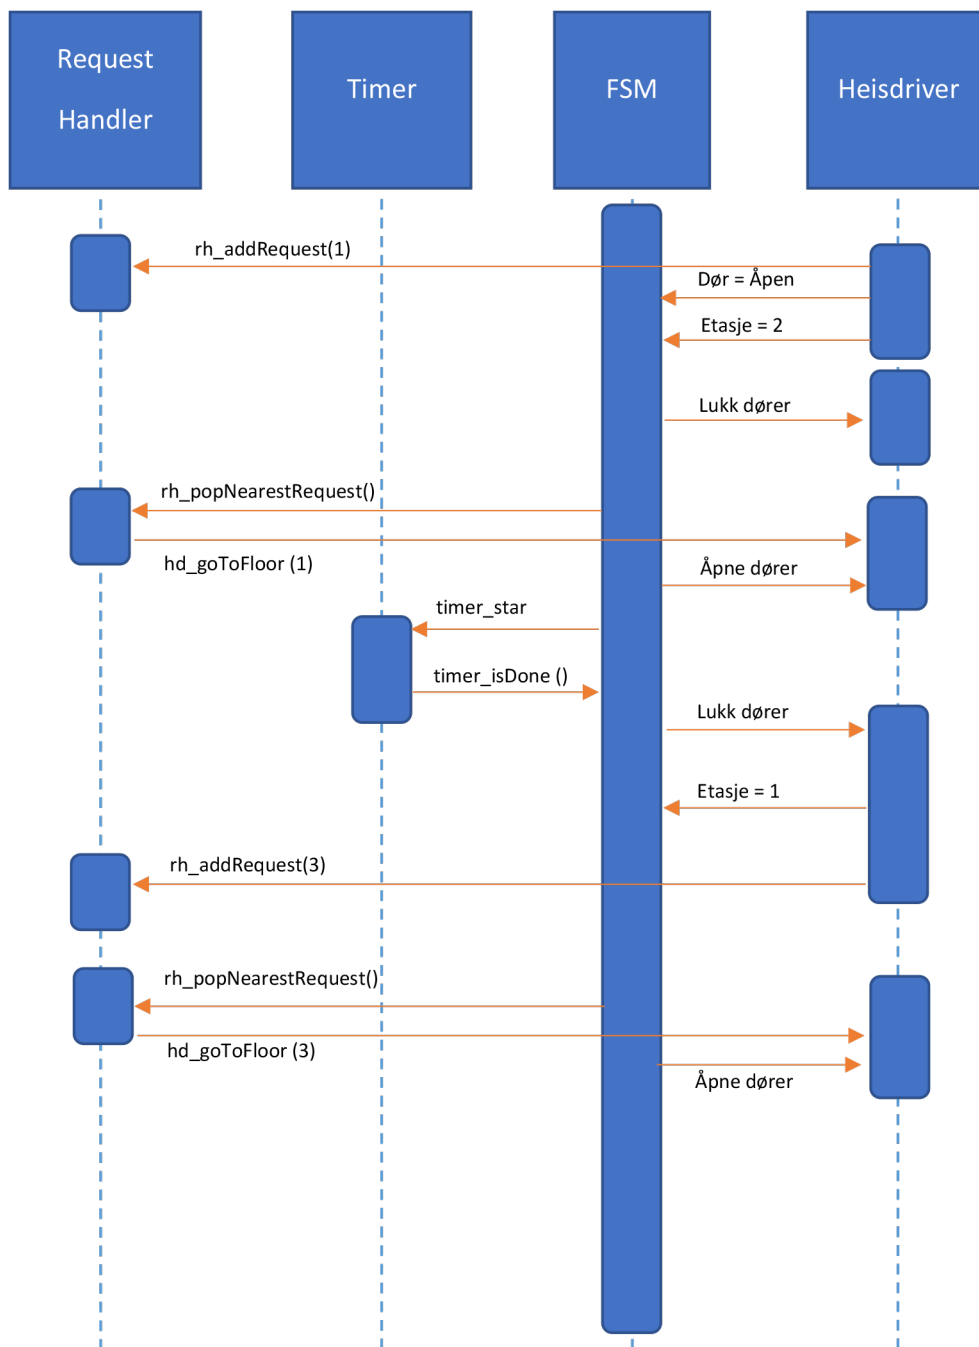 Request
Handler
Timer
FSM
Heisdriver
rh_addRequest(1)
Dør = Åpen
Etasje = 2
Lukk dører
rh_popNearestRequest()
hd_goToFloor (1)
Åpne dører
timer_star
timer_isDone ()
Lukk dører
Etasje = 1
rh_addRequest(3)
rh_popNearestRequest()
hd_goToFloor (3)
Åpne dører